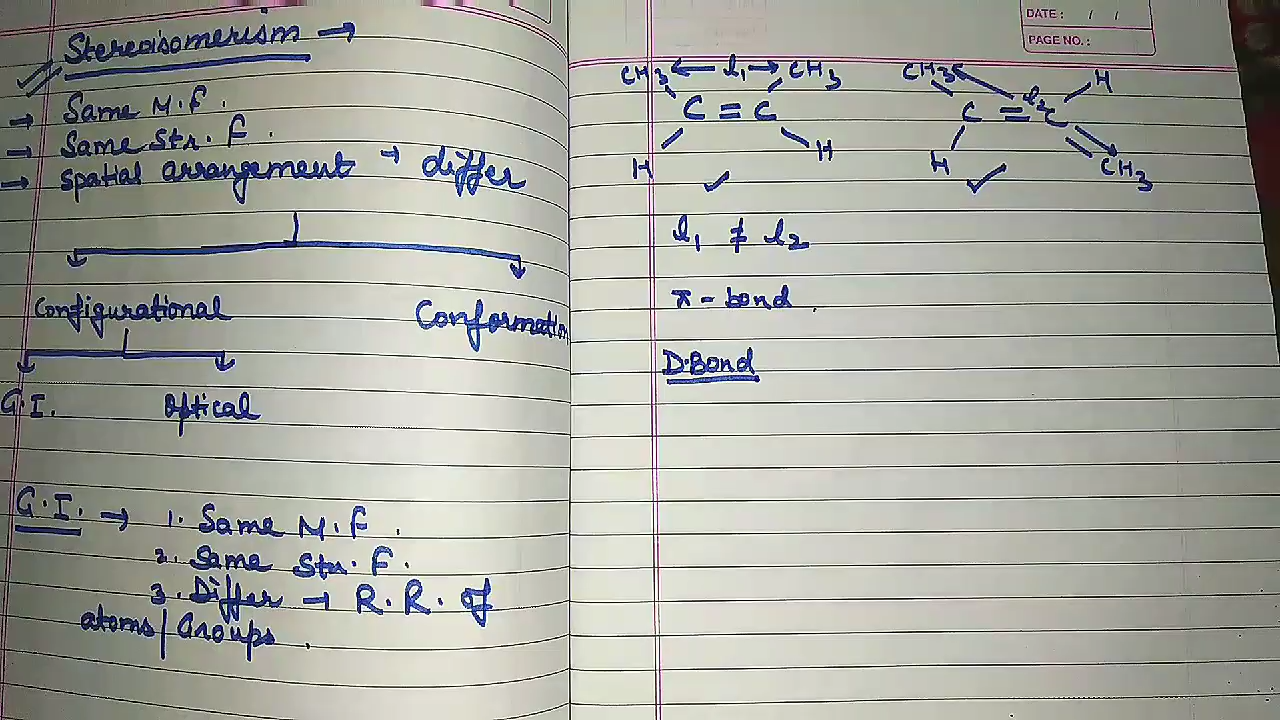 Stereoisomerism →
→ Same M.F.
→ Same Str. F.
→ Spatial arrangement → differ
Configurational Conformation
G.I. Optical
G.I. → 1. Same M.F.
2. Same Str. F.
3. Differ → R.R. of
atoms/Groups.
DATE: / /
PAGE NO.:
CH3 ← l1 → CH3
C = C
H H
CH3 H
C = l2 C
H CH3
l1 ≠ l2
π - bond.
D.Bond